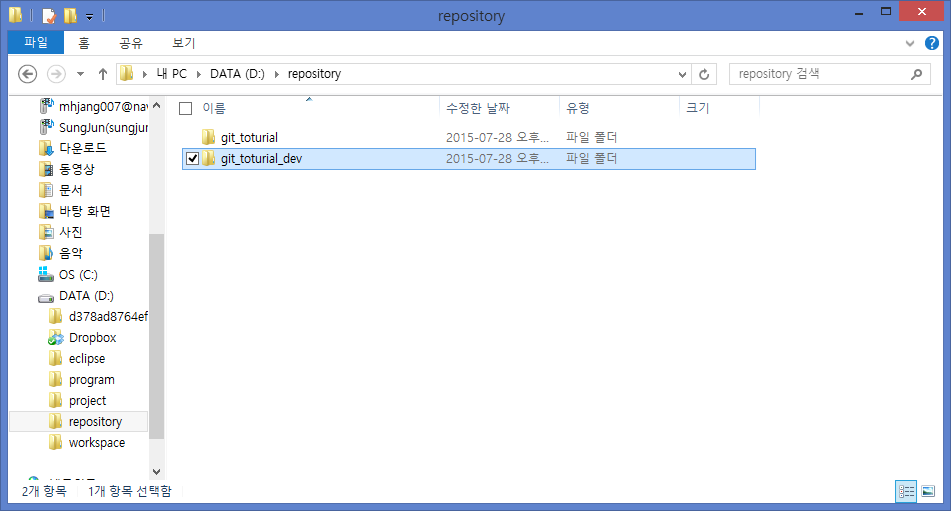 repository
파일 홈 공유 보기
내 PC DATA (D:) repository
repository 검색
이름 수정한 날짜 유형 크기
git_toturial 2015-07-28 오후... 파일 폴더
git_toturial_dev 2015-07-28 오후... 파일 폴더
mhjang007@nav
SungJun(sungjun
다운로드
동영상
문서
바탕 화면
사진
음악
OS (C:)
DATA (D:)
d378ad8764ef
Dropbox
eclipse
program
project
repository
workspace
2개 항목 1개 항목 선택함